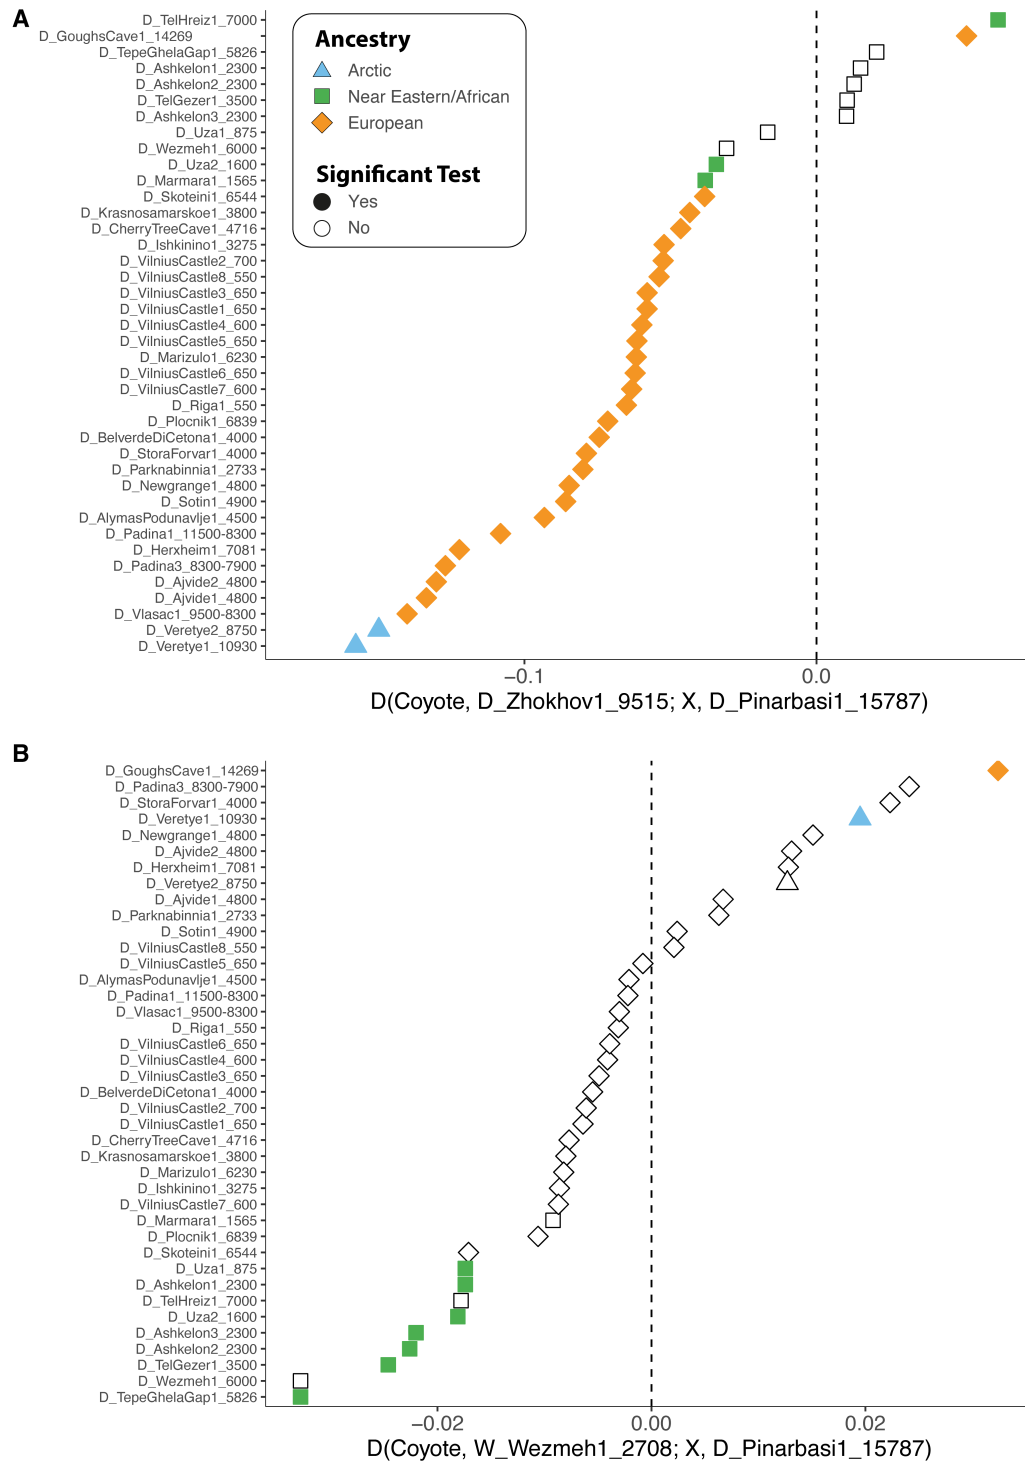 A
D_TelHreiz1_7000
D_GoughsCave1_14269
D_TepeGhelaGap1_5826
D_Ashkelon1_2300
D_Ashkelon2_2300
D_TelGezer1_3500
D_Ashkelon3_2300
D_Uza1_875
D_Wezmeh1_6000
D_Uza2_1600
D_Marmara1_1565
D_Skoteini1_6544
D_Krasnosamarskoe1_3800
D_CherryTreeCave1_4716
D_Ishkinino1_3275
D_VilniusCastle2_700
D_VilniusCastle8_550
D_VilniusCastle3_650
D_VilniusCastle1_650
D_VilniusCastle4_600
D_VilniusCastle5_650
D_Marizulo1_6230
D_VilniusCastle6_650
D_VilniusCastle7_600
D_Riga1_550
D_Plocnik1_6839
D_BelverdeDiCetona1_4000
D_StoraForvar1_4000
D_Parknabinnia1_2733
D_Newgrange1_4800
D_Sotin1_4900
D_AlymasPodunavlje1_4500
D_Padina1_11500-8300
D_Herxheim1_7081
D_Padina3_8300-7900
D_Ajvide2_4800
D_Ajvide1_4800
D_Vlasac1_9500-8300
D_Veretye2_8750
D_Veretye1_10930
Ancestry
Arctic
Near Eastern/African
European
Significant Test
Yes
No
−0.1 0.0
D(Coyote, D_Zhokhov1_9515; X, D_Pinarbasi1_15787)
B
D_GoughsCave1_14269
D_Padina3_8300-7900
D_StoraForvar1_4000
D_Veretye1_10930
D_Newgrange1_4800
D_Ajvide2_4800
D_Herxheim1_7081
D_Veretye2_8750
D_Ajvide1_4800
D_Parknabinnia1_2733
D_Sotin1_4900
D_VilniusCastle8_550
D_VilniusCastle5_650
D_AlymasPodunavlje1_4500
D_Padina1_11500-8300
D_Vlasac1_9500-8300
D_Riga1_550
D_VilniusCastle6_650
D_VilniusCastle4_600
D_VilniusCastle3_650
D_BelverdeDiCetona1_4000
D_VilniusCastle2_700
D_VilniusCastle1_650
D_CherryTreeCave1_4716
D_Krasnosamarskoe1_3800
D_Marizulo1_6230
D_Ishkinino1_3275
D_VilniusCastle7_600
D_Marmara1_1565
D_Plocnik1_6839
D_Skoteini1_6544
D_Uza1_875
D_Ashkelon1_2300
D_TelHreiz1_7000
D_Uza2_1600
D_Ashkelon3_2300
D_Ashkelon2_2300
D_TelGezer1_3500
D_Wezmeh1_6000
D_TepeGhelaGap1_5826
−0.02 0.00 0.02
D(Coyote, W_Wezmeh1_2708; X, D_Pinarbasi1_15787)